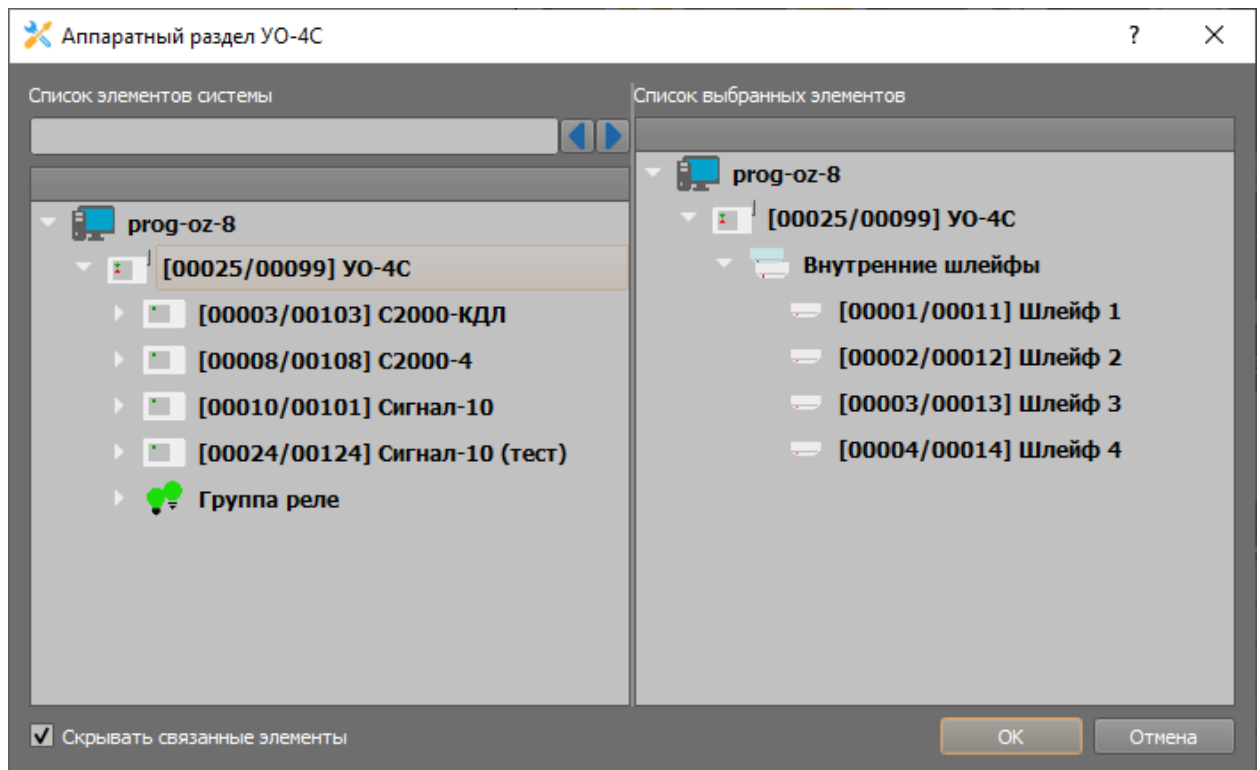 Аппаратный раздел УО-4С
?
Список элементов системы
prog-oz-8
[00025/00099] УО-4С
[00003/00103] С2000-КДЛ
[00008/00108] С2000-4
[00010/00101] Сигнал-10
[00024/00124] Сигнал-10 (тест)
Группа реле
Список выбранных элементов
prog-oz-8
[00025/00099] УО-4С
Внутренние шлейфы
[00001/00011] Шлейф 1
[00002/00012] Шлейф 2
[00003/00013] Шлейф 3
[00004/00014] Шлейф 4
Скрывать связанные элементы
ОК
Отмена